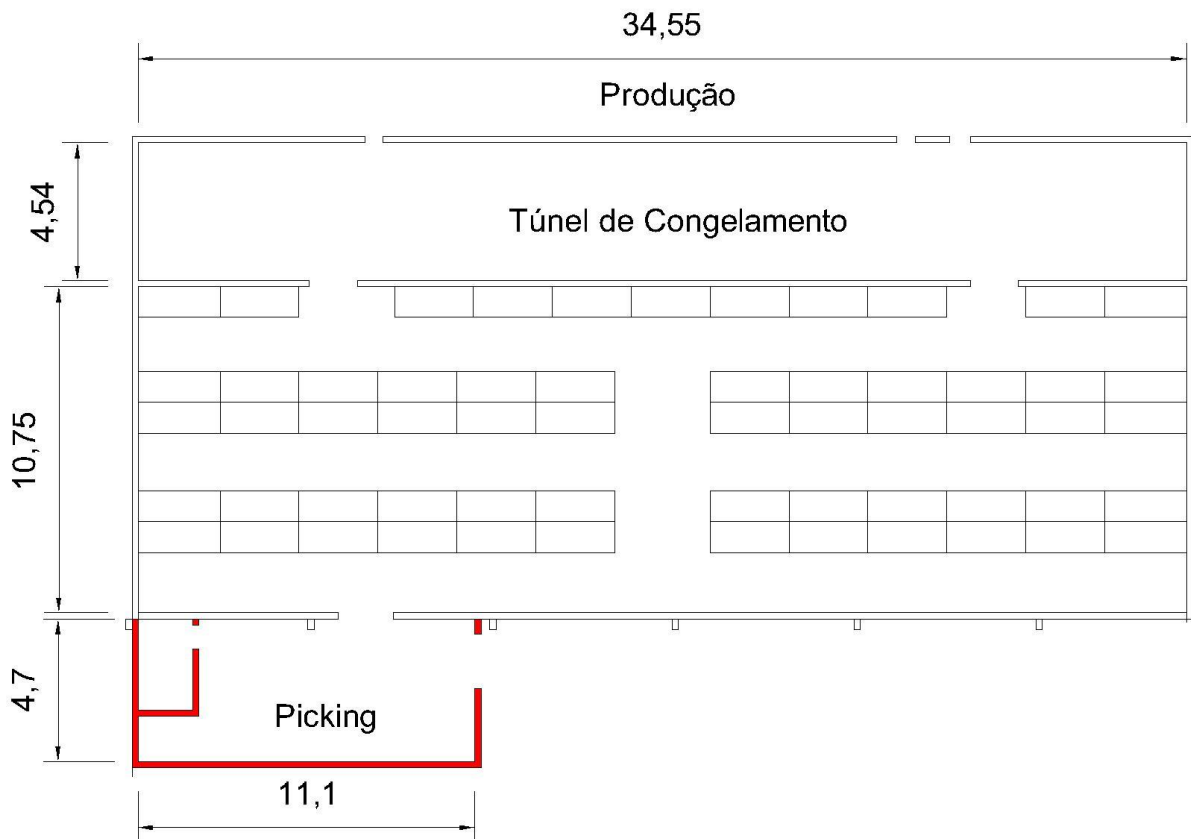 34,55
Produção
4,54
Túnel de Congelamento
10,75
4,7
Picking
11,1